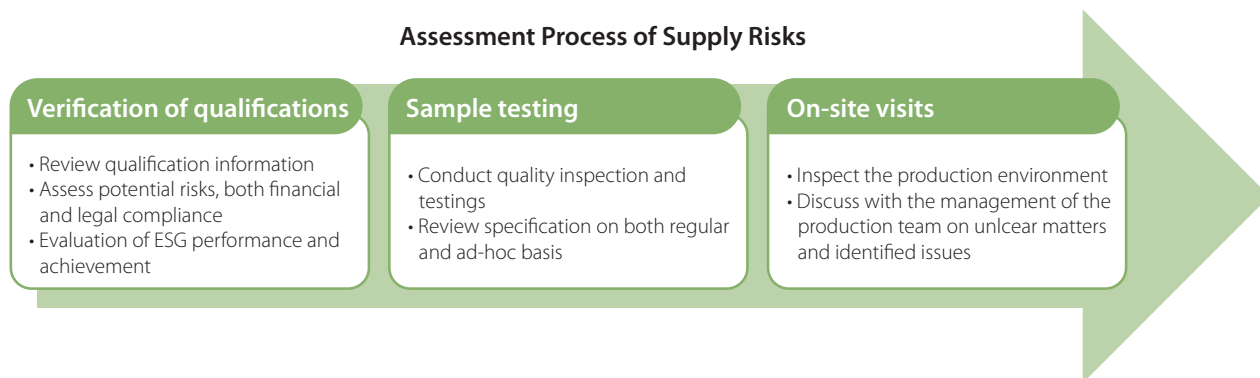 Assessment Process of Supply Risks
Verification of qualifications
• Review qualification information
• Assess potential risks, both financial
and legal compliance
• Evaluation of ESG performance and
achievement
Sample testing
• Conduct quality inspection and
testings
• Review specification on both regular
and ad-hoc basis
On-site visits
• Inspect the production environment
• Discuss with the management of the
production team on unlcear matters
and identified issues